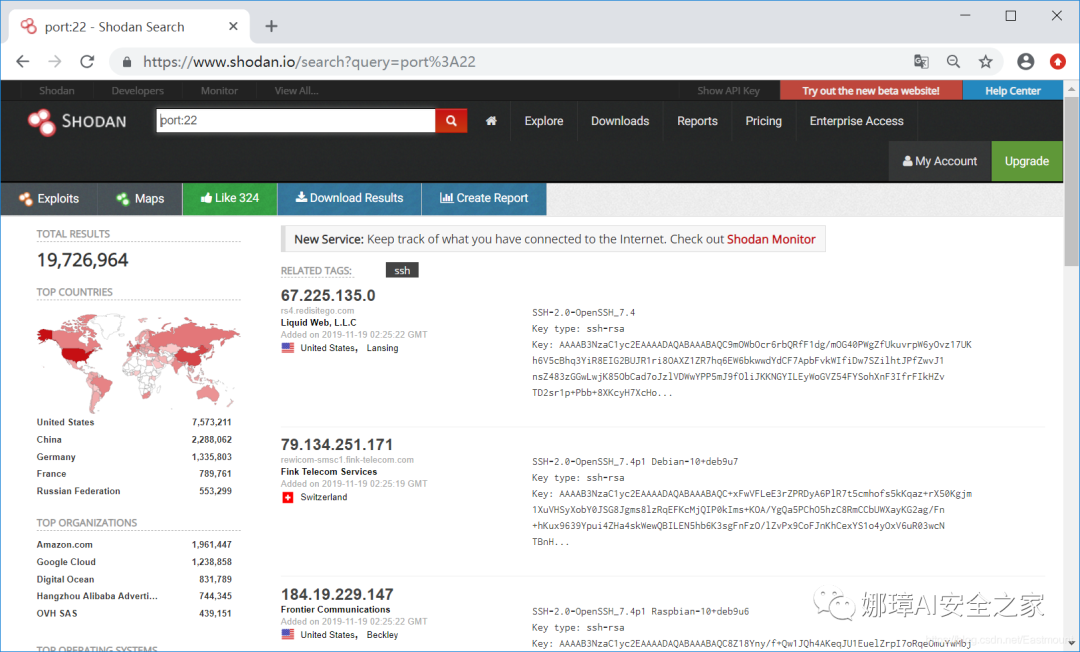 port:22 - Shodan Search
https://www.shodan.io/search?query=port%3A22
Shodan Developers Monitor View All... Show API Key Try out the new beta website! Help Center
SHODAN port:22 Explore Downloads Reports Pricing Enterprise Access
My Account Upgrade
Exploits Maps Like 324 Download Results Create Report
TOTAL RESULTS
19,726,964
TOP COUNTRIES
United States 7,573,211
China 2,288,062
Germany 1,335,803
France 789,761
Russian Federation 553,299
TOP ORGANIZATIONS
Amazon.com 1,961,447
Google Cloud 1,238,858
Digital Ocean 831,789
Hangzhou Alibaba Adverti... 744,345
OVH SAS 439,151
TOP OPERATING SYSTEMS
New Service: Keep track of what you have connected to the Internet. Check out Shodan Monitor
RELATED TAGS: ssh
67.225.135.0
rs4.redisitego.com
Liquid Web, L.L.C
Added on 2019-11-19 02:25:22 GMT
United States, Lansing
SSH-2.0-OpenSSH_7.4
Key type: ssh-rsa
Key: AAAAB3NzaC1yc2EAAAADAQABAAABAQC9mOWbOcr6rbQRfF1dg/mOG40PWgZfUkuvrpW6yOvz17UK
h6V5cBhq3YiR8EIG2BUJR1ri8OAXZ1ZR7hq6EW6bkwwdYdCF7ApbFvkWIfiDw7SZilhtJPfZwvJ1
nsZ483zGGwLwjK85ObCad7oJzlVDWwYPP5mJ9fOliJKKNGYILEyWoGVZ54FYSohXnF3IfrFIkHZv
TD2sr1p+Pbb+8XKcyH7XcHo...
79.134.251.171
rewicom-smsc1.fink-telecom.com
Fink Telecom Services
Added on 2019-11-19 02:25:19 GMT
Switzerland
SSH-2.0-OpenSSH_7.4p1 Debian-10+deb9u7
Key type: ssh-rsa
Key: AAAAB3NzaC1yc2EAAAADAQABAAABAQC+xFwVFLeE3rZPRDyA6PlR7t5cmhofs5kKqaz+rX50Kgjm
1XuVHSyXobY0JSG8Jgms8lzRqEFKcMjQIP0kIms+KOA/YgQa5PChO5hzC8RmCCbUWXayKG2ag/Fn
+hKux9639Ypui4ZHa4skWewQBILEN5hb6K3sgFnFzO/lZvPx9CoFJnKhCexYS1o4yOxV6uR03wcN
TBnH...
184.19.229.147
Frontier Communications
Added on 2019-11-19 02:25:22 GMT
United States, Beckley
SSH-2.0-OpenSSH_7.4p1 Raspbian-10+deb9u6
Key type: ssh-rsa
娜璋AI安全之家